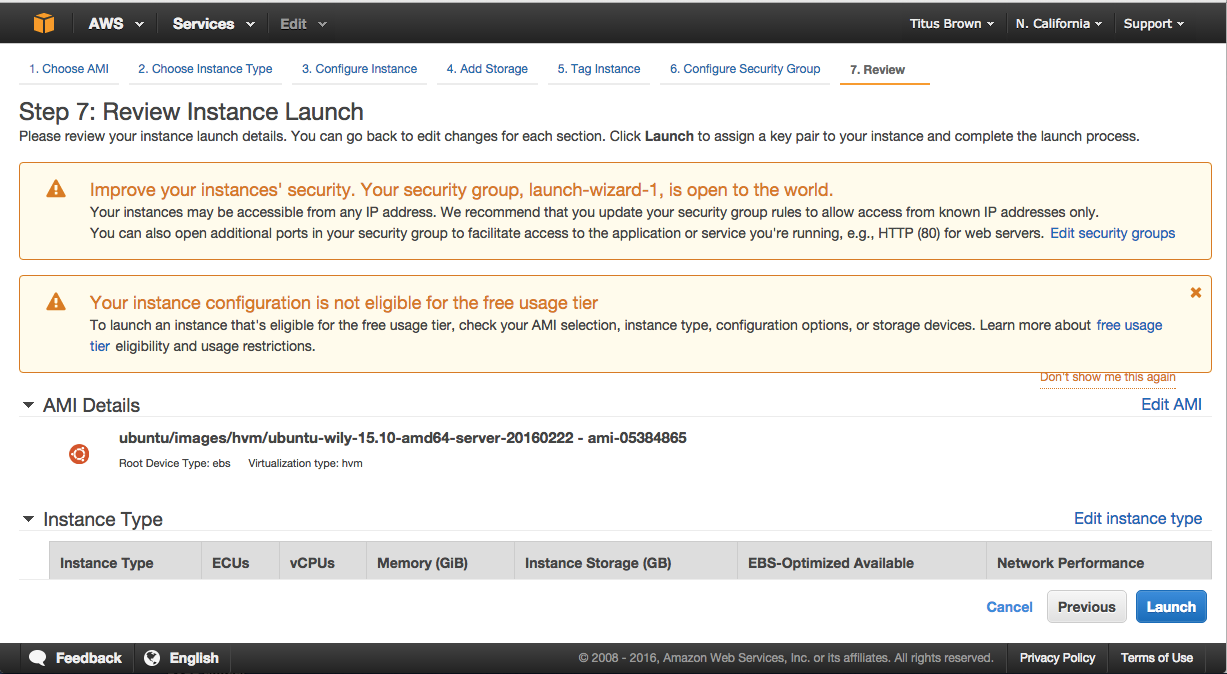 AWS Services Edit Titus Brown N. California Support
1. Choose AMI 2. Choose Instance Type 3. Configure Instance 4. Add Storage 5. Tag Instance 6. Configure Security Group 7. Review
Step 7: Review Instance Launch
Please review your instance launch details. You can go back to edit changes for each section. Click Launch to assign a key pair to your instance and complete the launch process.
Improve your instances' security. Your security group, launch-wizard-1, is open to the world.
Your instances may be accessible from any IP address. We recommend that you update your security group rules to allow access from known IP addresses only.
You can also open additional ports in your security group to facilitate access to the application or service you're running, e.g., HTTP (80) for web servers. Edit security groups
Your instance configuration is not eligible for the free usage tier
To launch an instance that's eligible for the free usage tier, check your AMI selection, instance type, configuration options, or storage devices. Learn more about free usage
tier eligibility and usage restrictions.
Don't show me this again
AMI Details Edit AMI
ubuntu/images/hvm/ubuntu-wily-15.10-amd64-server-20160222 - ami-05384865
Root Device Type: ebs Virtualization type: hvm
Instance Type Edit instance type
Instance Type ECUs vCPUs Memory (GiB) Instance Storage (GB) EBS-Optimized Available Network Performance
Cancel Previous Launch
Feedback English © 2008 - 2016, Amazon Web Services, Inc. or its affiliates. All rights reserved. Privacy Policy Terms of Use